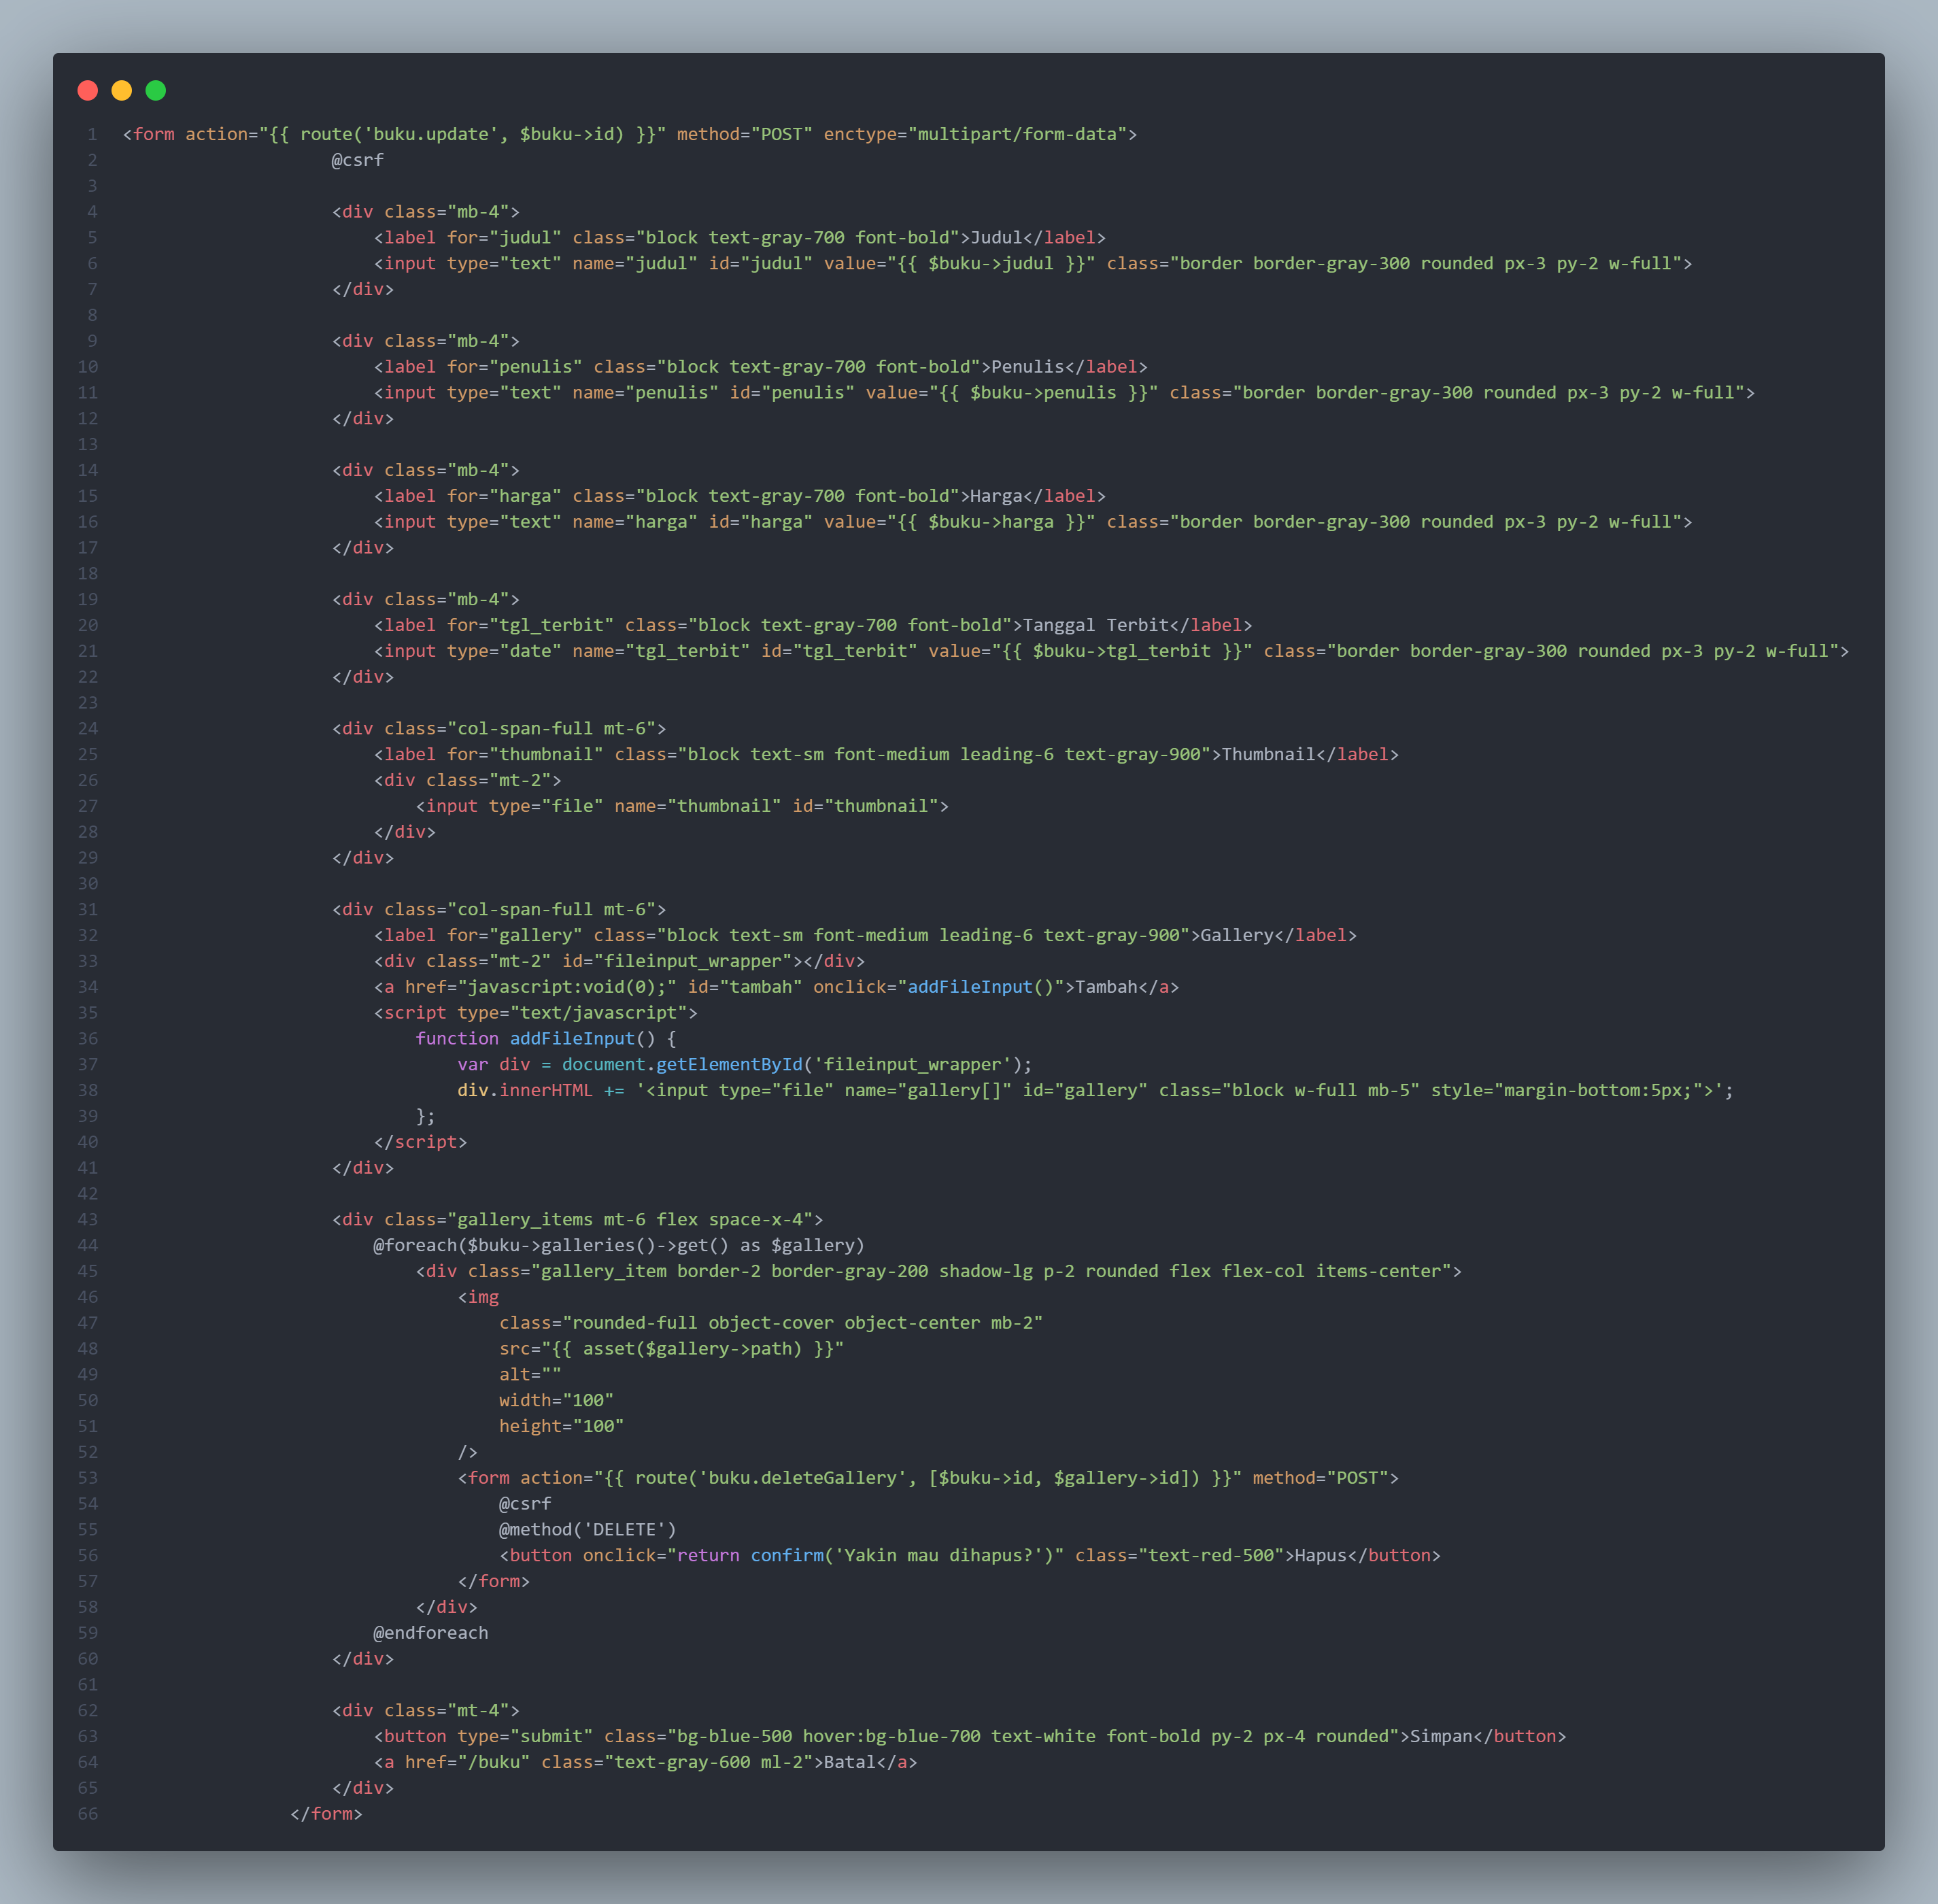 1 <form action="{{ route('buku.update', $buku->id) }}" method="POST" enctype="multipart/form-data">
2                     @csrf
3
4                     <div class="mb-4">
5                         <label for="judul" class="block text-gray-700 font-bold">Judul</label>
6                         <input type="text" name="judul" id="judul" value="{{ $buku->judul }}" class="border border-gray-300 rounded px-3 py-2 w-full">
7                     </div>
8
9                     <div class="mb-4">
10                         <label for="penulis" class="block text-gray-700 font-bold">Penulis</label>
11                         <input type="text" name="penulis" id="penulis" value="{{ $buku->penulis }}" class="border border-gray-300 rounded px-3 py-2 w-full">
12                     </div>
13
14                     <div class="mb-4">
15                         <label for="harga" class="block text-gray-700 font-bold">Harga</label>
16                         <input type="text" name="harga" id="harga" value="{{ $buku->harga }}" class="border border-gray-300 rounded px-3 py-2 w-full">
17                     </div>
18
19                     <div class="mb-4">
20                         <label for="tgl_terbit" class="block text-gray-700 font-bold">Tanggal Terbit</label>
21                         <input type="date" name="tgl_terbit" id="tgl_terbit" value="{{ $buku->tgl_terbit }}" class="border border-gray-300 rounded px-3 py-2 w-full">
22                     </div>
23
24                     <div class="col-span-full mt-6">
25                         <label for="thumbnail" class="block text-sm font-medium leading-6 text-gray-900">Thumbnail</label>
26                         <div class="mt-2">
27                             <input type="file" name="thumbnail" id="thumbnail">
28                         </div>
29                     </div>
30
31                     <div class="col-span-full mt-6">
32                         <label for="gallery" class="block text-sm font-medium leading-6 text-gray-900">Gallery</label>
33                         <div class="mt-2" id="fileinput_wrapper"></div>
34                         <a href="javascript:void(0);" id="tambah" onclick="addFileInput()">Tambah</a>
35                         <script type="text/javascript">
36                             function addFileInput() {
37                                 var div = document.getElementById('fileinput_wrapper');
38                                 div.innerHTML += '<input type="file" name="gallery[]" id="gallery" class="block w-full mb-5" style="margin-bottom:5px;">';
39                             };
40                         </script>
41                     </div>
42
43                     <div class="gallery_items mt-6 flex space-x-4">
44                         @foreach($buku->galleries()->get() as $gallery)
45                             <div class="gallery_item border-2 border-gray-200 shadow-lg p-2 rounded flex flex-col items-center">
46                                 <img
47                                     class="rounded-full object-cover object-center mb-2"
48                                     src="{{ asset($gallery->path) }}"
49                                     alt=""
50                                     width="100"
51                                     height="100"
52                                 />
53                                 <form action="{{ route('buku.deleteGallery', [$buku->id, $gallery->id]) }}" method="POST">
54                                     @csrf
55                                     @method('DELETE')
56                                     <button onclick="return confirm('Yakin mau dihapus?')" class="text-red-500">Hapus</button>
57                                 </form>
58                             </div>
59                         @endforeach
60                     </div>
61
62                     <div class="mt-4">
63                         <button type="submit" class="bg-blue-500 hover:bg-blue-700 text-white font-bold py-2 px-4 rounded">Simpan</button>
64                         <a href="/buku" class="text-gray-600 ml-2">Batal</a>
65                     </div>
66                 </form>